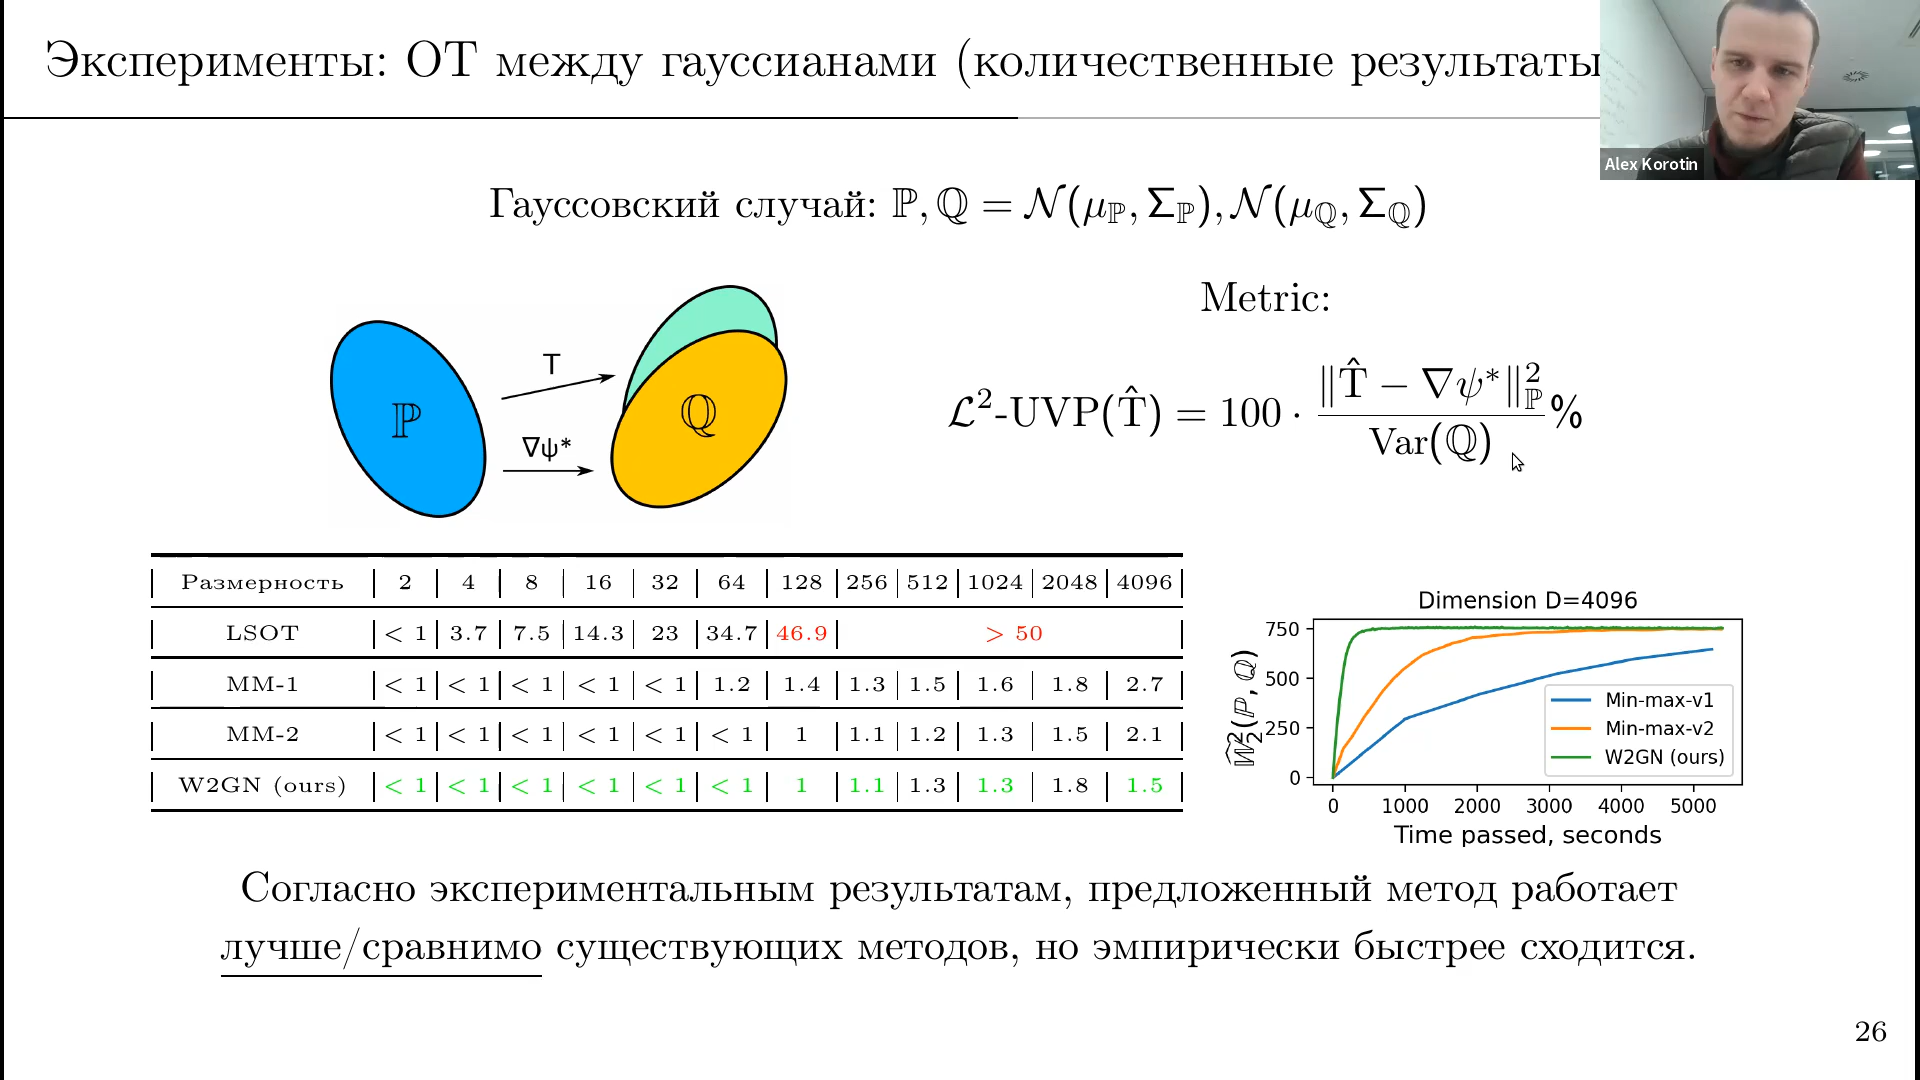 Эксперименты: OT между гауссианами (количественные результаты
Alex Korotin
Гауссовский случай: ℙ, ℚ = 𝒩(μ_ℙ, Σ_ℙ), 𝒩(μ_ℚ, Σ_ℚ)
Metric:
ℙ T ∇ψ* ℚ
ℒ²-UVP(T̂) = 100 · ‖T̂ − ∇ψ*‖²_ℙ / Var(ℚ) %
Размерность 2 4 8 16 32 64 128 256 512 1024 2048 4096
LSOT < 1 3.7 7.5 14.3 23 34.7 46.9 > 50
MM-1 < 1 < 1 < 1 < 1 < 1 1.2 1.4 1.3 1.5 1.6 1.8 2.7
MM-2 < 1 < 1 < 1 < 1 < 1 < 1 1 1.1 1.2 1.3 1.5 2.1
W2GN (ours) < 1 < 1 < 1 < 1 < 1 < 1 1 1.1 1.3 1.3 1.8 1.5
Dimension D=4096
750
500
250
0
𝕎̂₂²(ℙ, ℚ)
Min-max-v1
Min-max-v2
W2GN (ours)
0 1000 2000 3000 4000 5000
Time passed, seconds
Согласно экспериментальным результатам, предложенный метод работает
лучше/сравнимо существующих методов, но эмпирически быстрее сходится.
26